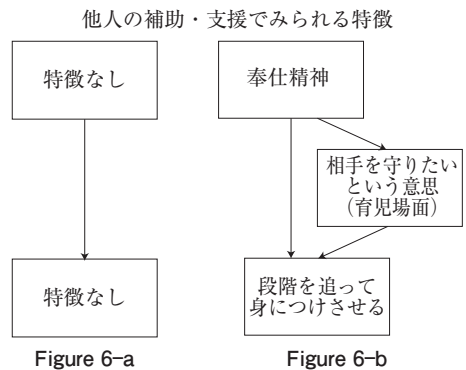 他人の補助・支援でみられる特徴
特徴なし
奉仕精神
相手を守りたい
という意思
(育児場面)
特徴なし
段階を追って
身につけさせる
Figure 6-a
Figure 6-b